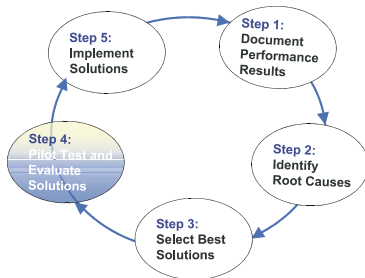 Step 1:
Document
Performance
Results
Step 2:
Identify
Root Causes
Step 3:
Select Best
Solutions
Step 4:
Pilot Test and
Evaluate
Solutions
Step 5:
Implement
Solutions